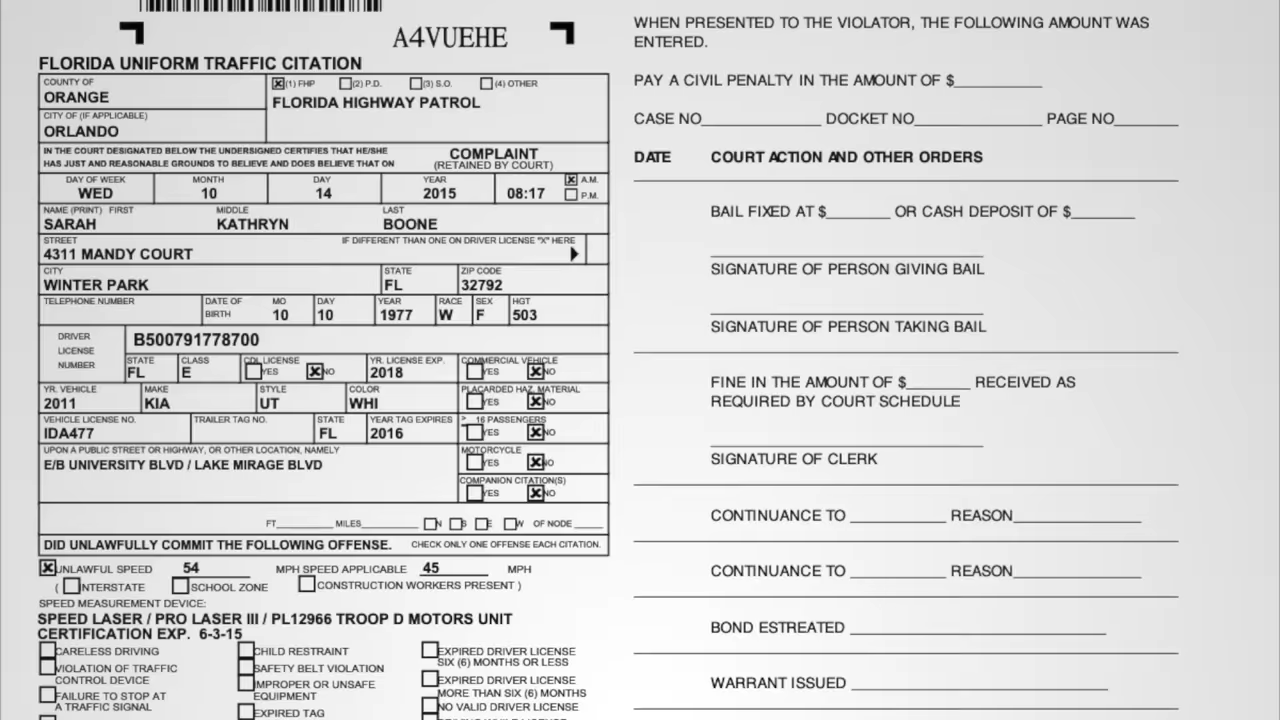 A4VUEHE
FLORIDA UNIFORM TRAFFIC CITATION
COUNTY OF
ORANGE
(1) FHP (2) P.D. (3) S.O. (4) OTHER
FLORIDA HIGHWAY PATROL
CITY OF (IF APPLICABLE)
ORLANDO
IN THE COURT DESIGNATED BELOW THE UNDERSIGNED CERTIFIES THAT HE/SHE
HAS JUST AND REASONABLE GROUNDS TO BELIEVE AND DOES BELIEVE THAT ON
COMPLAINT
(RETAINED BY COURT)
DAY OF WEEK MONTH DAY YEAR A.M.
WED 10 14 2015 08:17 P.M.
NAME (PRINT) FIRST MIDDLE LAST
SARAH KATHRYN BOONE
STREET IF DIFFERENT THAN ONE ON DRIVER LICENSE "X" HERE
4311 MANDY COURT
CITY STATE ZIP CODE
WINTER PARK FL 32792
TELEPHONE NUMBER DATE OF BIRTH MO DAY YEAR RACE SEX HGT
10 10 1977 W F 503
DRIVER LICENSE NUMBER
B500791778700
STATE CLASS CDL LICENSE YR. LICENSE EXP. COMMERCIAL VEHICLE
FL E YES NO 2018 YES NO
YR. VEHICLE MAKE STYLE COLOR PLACARDED HAZ. MATERIAL
2011 KIA UT WHI YES NO
VEHICLE LICENSE NO. TRAILER TAG NO. STATE YEAR TAG EXPIRES > 16 PASSENGERS
IDA477 FL 2016 YES NO
UPON A PUBLIC STREET OR HIGHWAY, OR OTHER LOCATION, NAMELY MOTORCYCLE
E/B UNIVERSITY BLVD / LAKE MIRAGE BLVD YES NO
COMPANION CITATION(S)
YES NO
FT MILES N S E W OF NODE
DID UNLAWFULLY COMMIT THE FOLLOWING OFFENSE. CHECK ONLY ONE OFFENSE EACH CITATION.
UNLAWFUL SPEED 54 MPH SPEED APPLICABLE 45 MPH
( INTERSTATE SCHOOL ZONE CONSTRUCTION WORKERS PRESENT )
SPEED MEASUREMENT DEVICE:
SPEED LASER / PRO LASER III / PL12966 TROOP D MOTORS UNIT
CERTIFICATION EXP. 6-3-15
CARELESS DRIVING
VIOLATION OF TRAFFIC
CONTROL DEVICE
FAILURE TO STOP AT
A TRAFFIC SIGNAL
CHILD RESTRAINT
SAFETY BELT VIOLATION
IMPROPER OR UNSAFE
EQUIPMENT
EXPIRED TAG
EXPIRED DRIVER LICENSE
SIX (6) MONTHS OR LESS
EXPIRED DRIVER LICENSE
MORE THAN SIX (6) MONTHS
NO VALID DRIVER LICENSE
WHEN PRESENTED TO THE VIOLATOR, THE FOLLOWING AMOUNT WAS
ENTERED.
PAY A CIVIL PENALTY IN THE AMOUNT OF $
CASE NO DOCKET NO PAGE NO
DATE COURT ACTION AND OTHER ORDERS
BAIL FIXED AT $ OR CASH DEPOSIT OF $
SIGNATURE OF PERSON GIVING BAIL
SIGNATURE OF PERSON TAKING BAIL
FINE IN THE AMOUNT OF $ RECEIVED AS
REQUIRED BY COURT SCHEDULE
SIGNATURE OF CLERK
CONTINUANCE TO REASON
CONTINUANCE TO REASON
BOND ESTREATED
WARRANT ISSUED